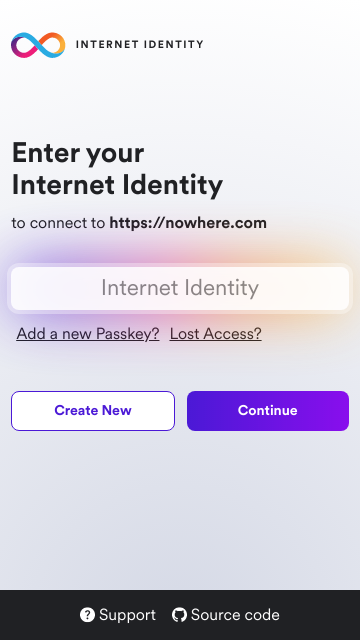 INTERNET IDENTITY
Enter your
Internet Identity
to connect to https://nowhere.com
Internet Identity
Add a new Passkey? Lost Access?
Create New Continue
Support Source code